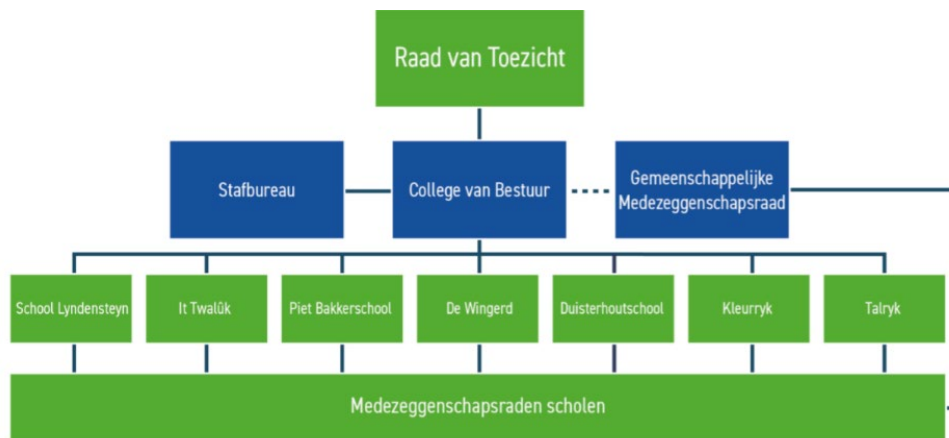 Raad van Toezicht
Stafbureau
College van Bestuur
Gemeenschappelijke
Medezeggenschapsraad
School Lyndensteyn
It Twalûk
Piet Bakkerschool
De Wingerd
Duisterhoutschool
Kleurryk
Talryk
Medezeggenschapsraden scholen